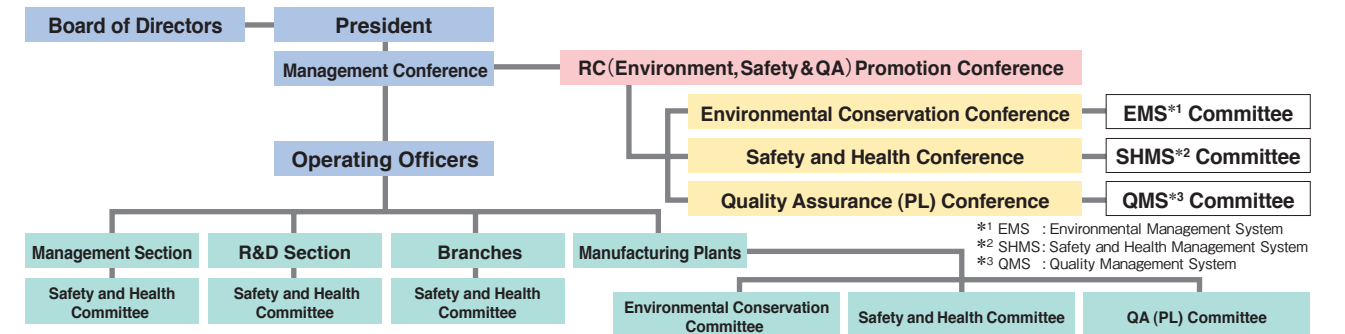 Board of Directors
President
Management Conference
RC(Environment, Safety & QA) Promotion Conference
Environmental Conservation Conference
EMS*1 Committee
Operating Officers
Safety and Health Conference
SHMS*2 Committee
Quality Assurance (PL) Conference
QMS*3 Committee
*1 EMS : Environmental Management System
*2 SHMS : Safety and Health Management System
*3 QMS : Quality Management System
Management Section
R&D Section
Branches
Manufacturing Plants
Safety and Health
Committee
Safety and Health
Committee
Safety and Health
Committee
Environmental Conservation
Committee
Safety and Health Committee
QA (PL) Committee